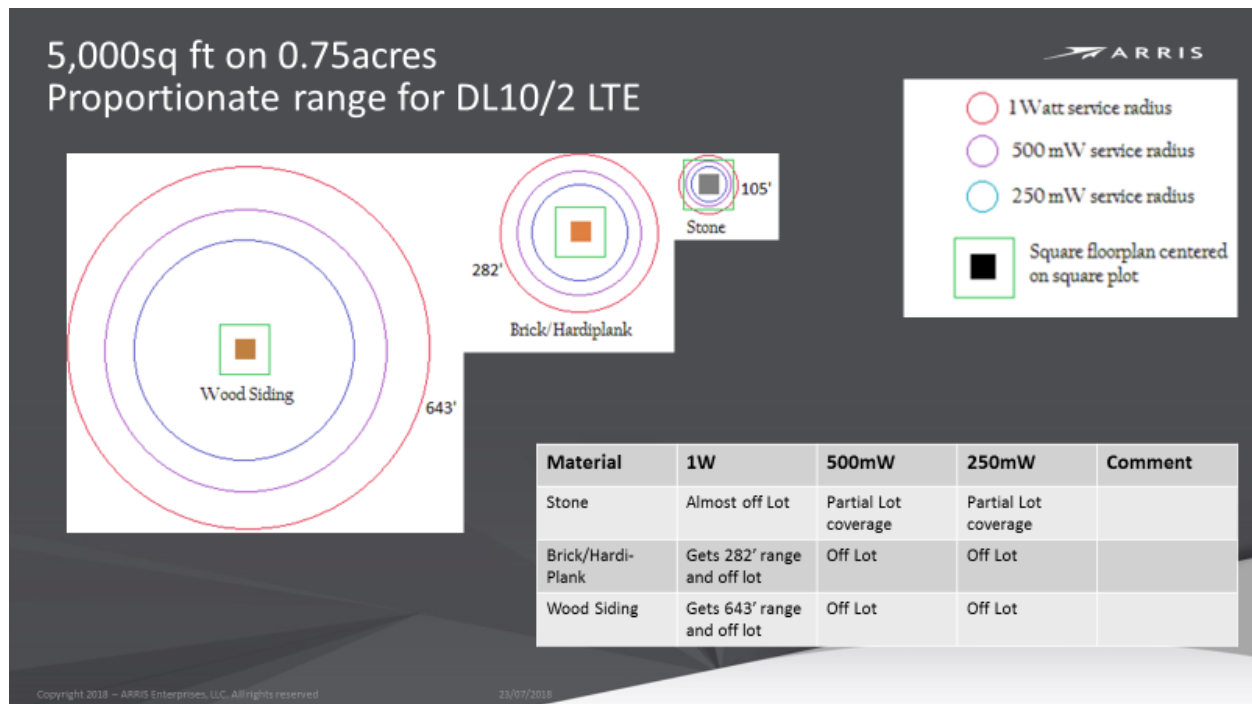 5,000sq ft on 0.75acres
Proportionate range for DL10/2 LTE
ARRIS
1Watt service radius
500 mW service radius
250 mW service radius
Square floorplan centered
on square plot
643'
Wood Siding
282'
Brick/Hardiplank
105'
Stone
Material 1W 500mW 250mW Comment
Stone Almost off Lot Partial Lot coverage Partial Lot coverage
Brick/Hardi-Plank Gets 282' range and off lot Off Lot Off Lot
Wood Siding Gets 643' range and off lot Off Lot Off Lot
Copyright 2018 – ARRIS Enterprises, LLC. All rights reserved
23/07/2018